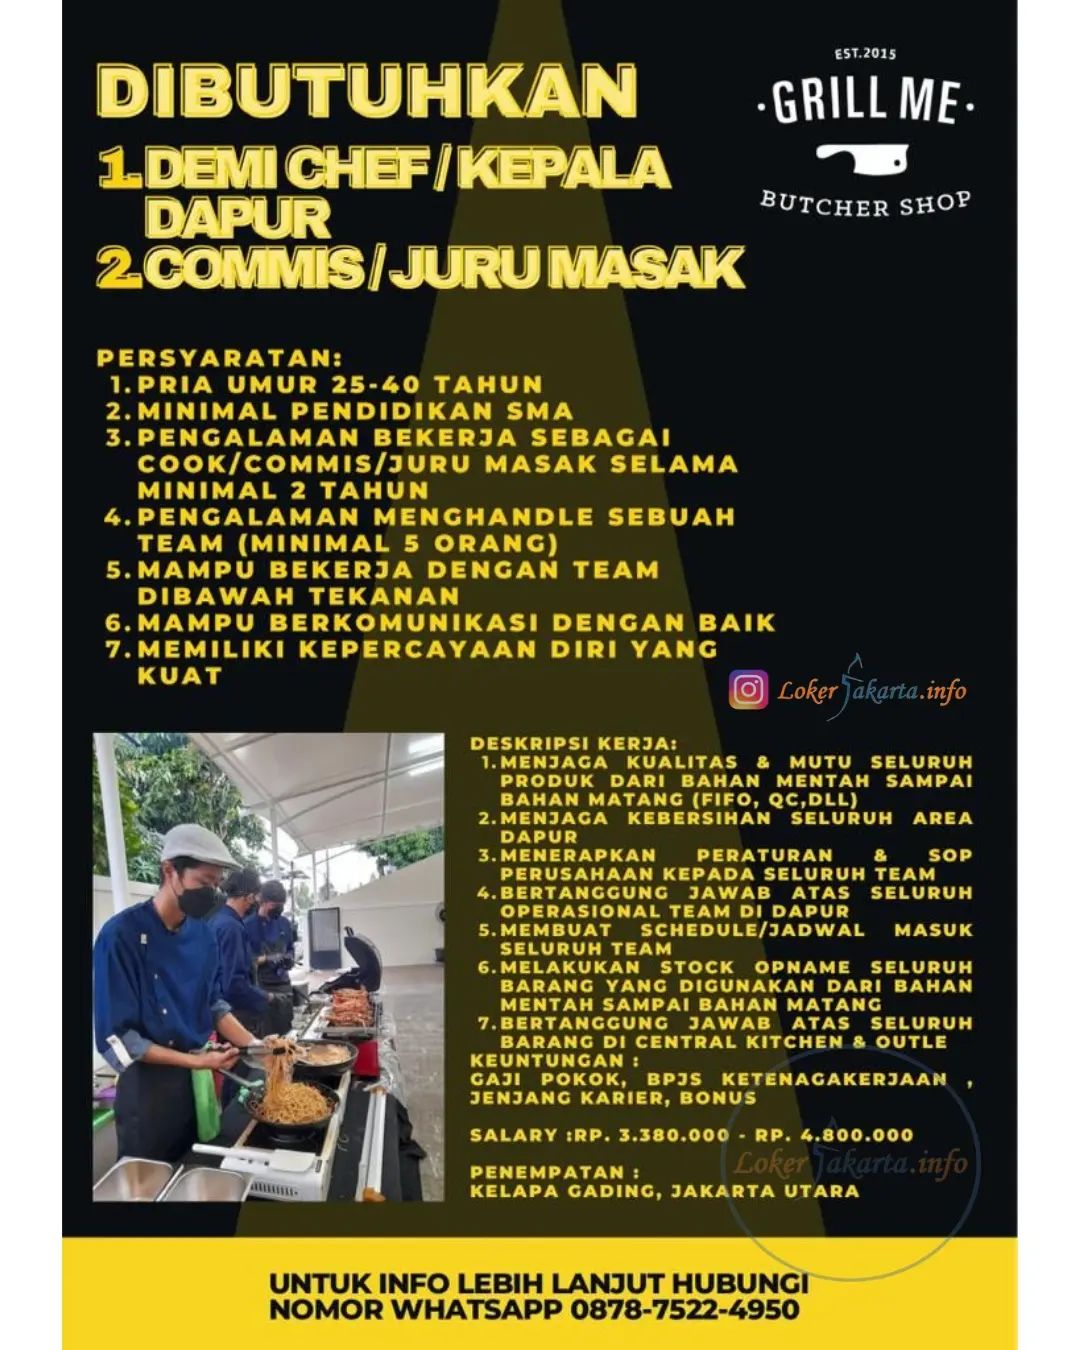 DIBUTUHKAN
1. DEMI CHEF / KEPALA
DAPUR
2. COMMIS / JURU MASAK
EST.2015
·GRILL ME·
BUTCHER SHOP
PERSYARATAN:
1. PRIA UMUR 25-40 TAHUN
2. MINIMAL PENDIDIKAN SMA
3. PENGALAMAN BEKERJA SEBAGAI
COOK/COMMIS/JURU MASAK SELAMA
MINIMAL 2 TAHUN
4. PENGALAMAN MENGHANDLE SEBUAH
TEAM (MINIMAL 5 ORANG)
5. MAMPU BEKERJA DENGAN TEAM
DIBAWAH TEKANAN
6. MAMPU BERKOMUNIKASI DENGAN BAIK
7. MEMILIKI KEPERCAYAAN DIRI YANG
KUAT
Loker Jakarta.info
DESKRIPSI KERJA:
1. MENJAGA KUALITAS & MUTU SELURUH
PRODUK DARI BAHAN MENTAH SAMPAI
BAHAN MATANG (FIFO, QC,DLL)
2. MENJAGA KEBERSIHAN SELURUH AREA
DAPUR
3. MENERAPKAN PERATURAN & SOP
PERUSAHAAN KEPADA SELURUH TEAM
4. BERTANGGUNG JAWAB ATAS SELURUH
OPERASIONAL TEAM DI DAPUR
5. MEMBUAT SCHEDULE/JADWAL MASUK
SELURUH TEAM
6. MELAKUKAN STOCK OPNAME SELURUH
BARANG YANG DIGUNAKAN DARI BAHAN
MENTAH SAMPAI BAHAN MATANG
7. BERTANGGUNG JAWAB ATAS SELURUH
BARANG DI CENTRAL KITCHEN & OUTLE
KEUNTUNGAN :
GAJI POKOK, BPJS KETENAGAKERJAAN ,
JENJANG KARIER, BONUS
SALARY :RP. 3.380.000 - RP. 4.800.000
Loker Jakarta.info
PENEMPATAN :
KELAPA GADING, JAKARTA UTARA
UNTUK INFO LEBIH LANJUT HUBUNGI
NOMOR WHATSAPP 0878-7522-4950